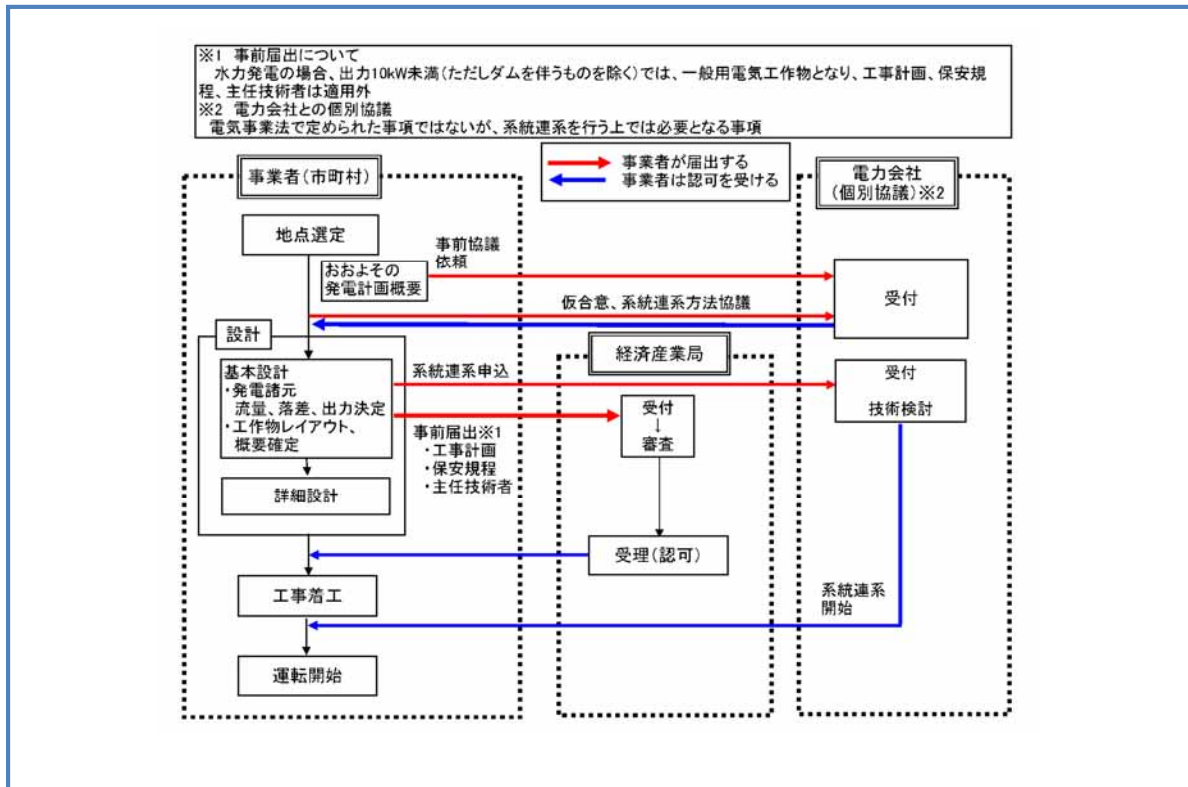 ※1 事前届出について
水力発電の場合、出力10kW未満(ただしダムを伴うものを除く)では、一般用電気工作物となり、工事計画、保安規
程、主任技術者は適用外
※2 電力会社との個別協議
電気事業法で定められた事項ではないが、系統連系を行う上では必要となる事項
事業者が届出する
事業者は認可を受ける
事業者(市町村)
電力会社
(個別協議)※2
地点選定
事前協議
依頼
おおよその
発電計画概要
受付
仮合意、系統連系方法協議
設計
経済産業局
基本設計
・発電諸元
流量、落差、出力決定
・工作物レイアウト、
概要確定
系統連系申込
受付
技術検討
受付
↓
審査
事前届出※1
・工事計画
・保安規程
・主任技術者
詳細設計
受理(認可)
工事着工
系統連系
開始
運転開始